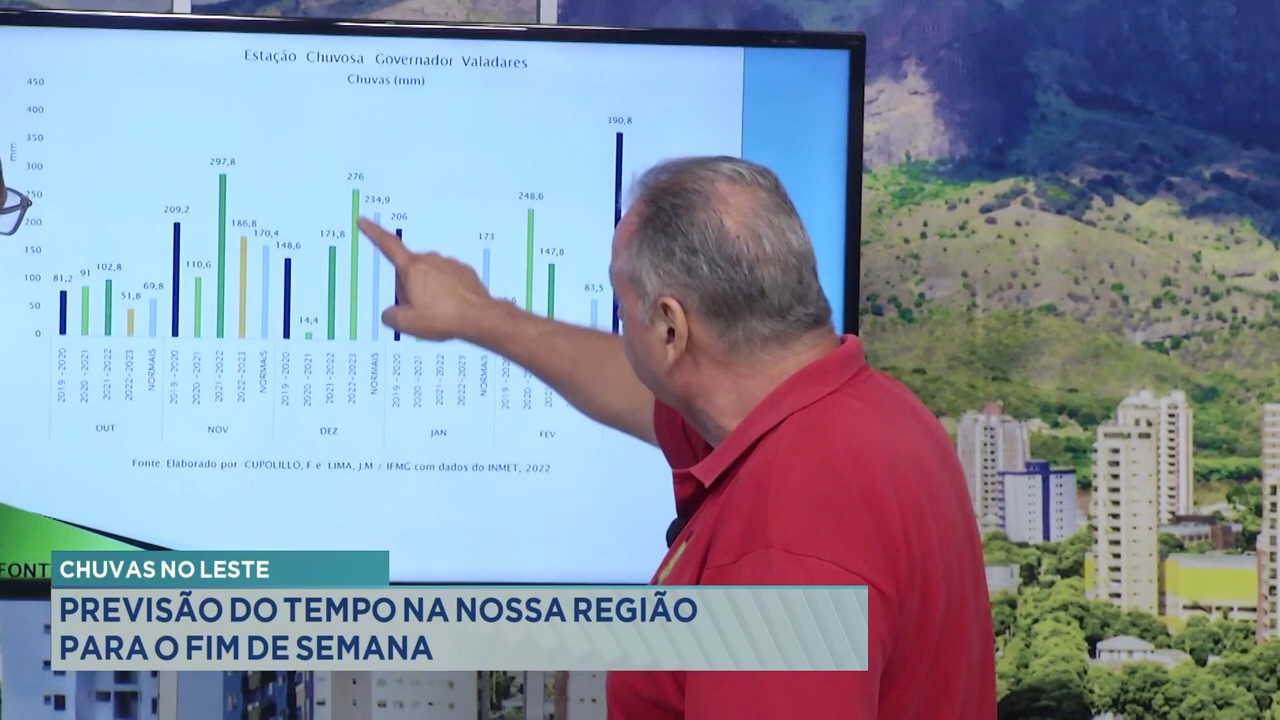 Estação Chuvosa Governador Valadares
Chuvas (mm)
450
400
350
300
250
200
150
100
50
0
mm
81,2
91
102,8
51,8
69,8
209,2
110,6
297,8
186,8
170,4
148,6
14,4
171,8
276
234,9
206
173
248,6
147,8
83,5
390,8
2019 - 2020
2020 - 2021
2021 - 2022
2022 - 2023
NORMAIS
2019 - 2020
2020 - 2021
2021 - 2022
2022 - 2023
NORMAIS
2019 - 2020
2020 - 2021
2021 - 2022
2022 - 2023
NORMAIS
2019 - 2020
2020 - 2021
2021 - 2022
2022 - 2023
NORMAIS
OUT
NOV
DEZ
JAN
FEV
Fonte: Elaborado por CUPOLILLO, F e LIMA, J.M / IFMG com dados do INMET, 2022
FONT
CHUVAS NO LESTE
PREVISÃO DO TEMPO NA NOSSA REGIÃO
PARA O FIM DE SEMANA